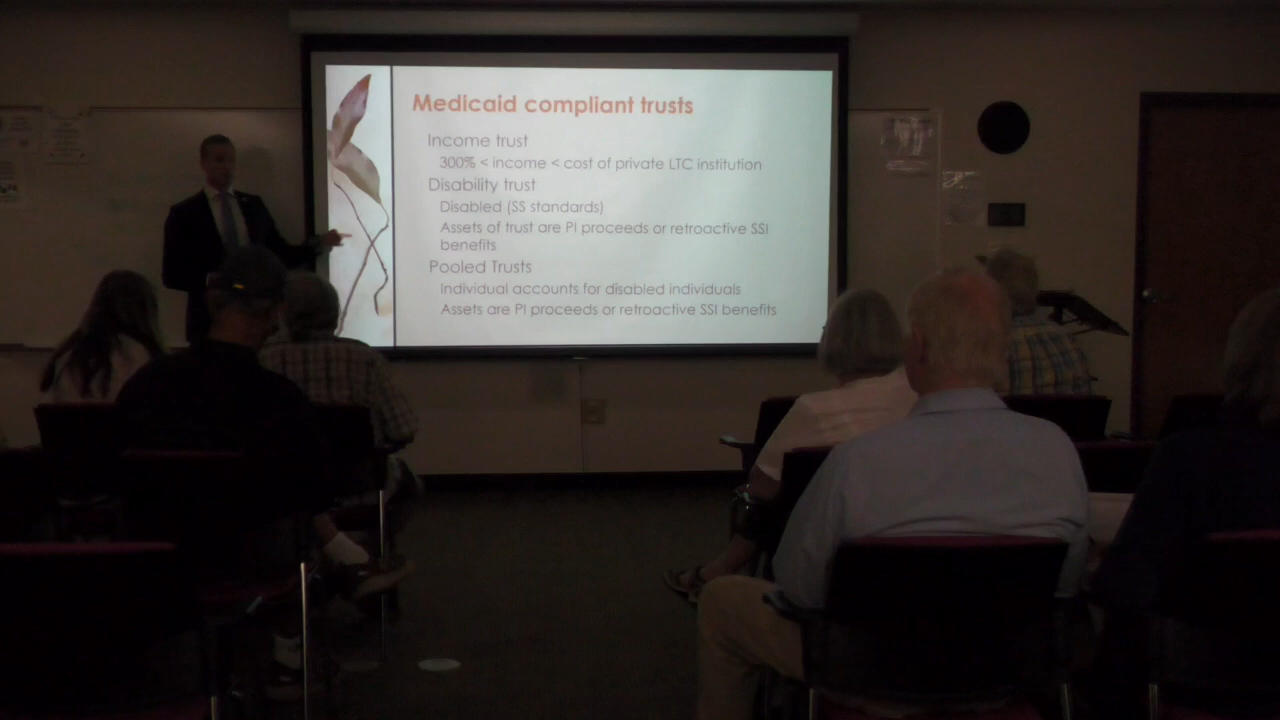 Medicaid compliant trusts
Income trust
300% < income < cost of private LTC institution
Disability trust
Disabled (SS standards)
Assets of trust are PI proceeds or retroactive SSI
benefits
Pooled Trusts
Individual accounts for disabled individuals
Assets are PI proceeds or retroactive SSI benefits